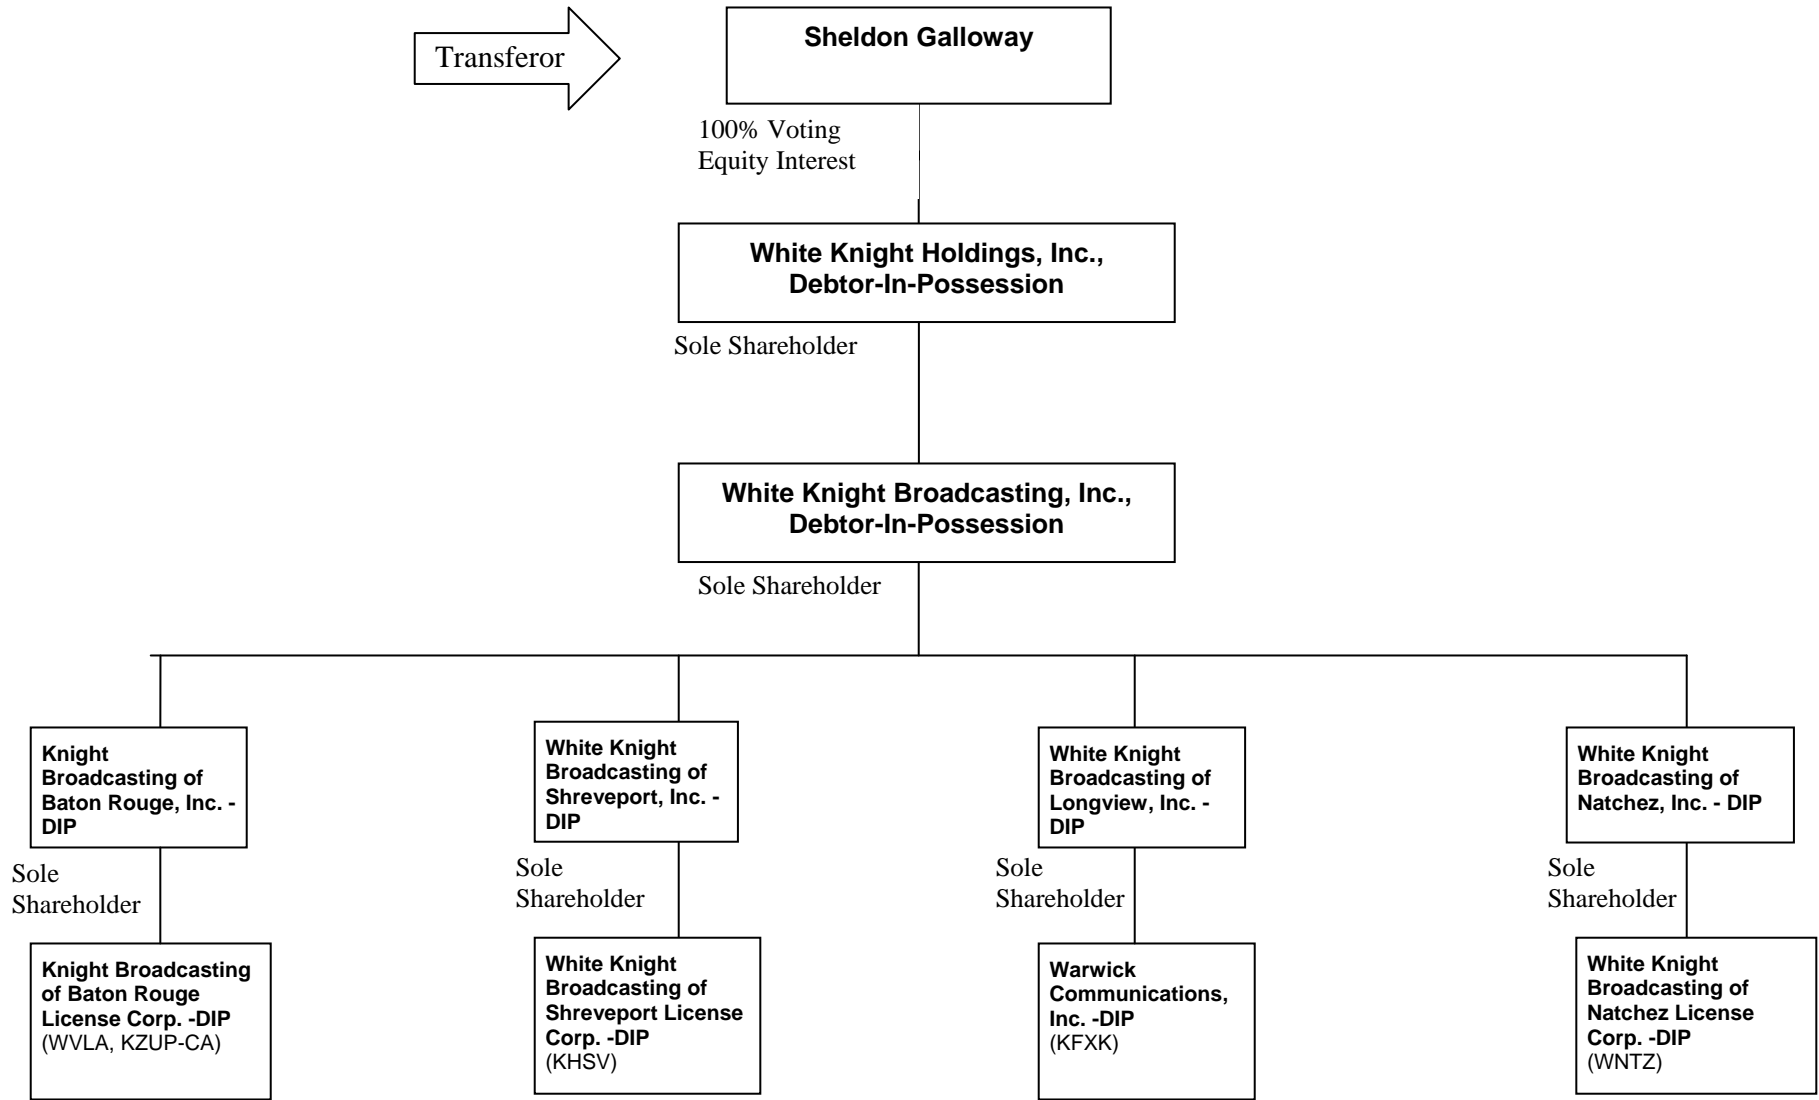 Transferor
Sheldon Galloway
100% Voting
Equity Interest
White Knight Holdings, Inc.,
Debtor-In-Possession
Sole Shareholder
White Knight Broadcasting, Inc.,
Debtor-In-Possession
Sole Shareholder
Knight
Broadcasting of
Baton Rouge, Inc. -
DIP
White Knight
Broadcasting of
Shreveport, Inc. -
DIP
White Knight
Broadcasting of
Longview, Inc. -
DIP
White Knight
Broadcasting of
Natchez, Inc. - DIP
Sole
Shareholder
Sole
Shareholder
Sole
Shareholder
Sole
Shareholder
Knight Broadcasting
of Baton Rouge
License Corp. -DIP
(WVLA, KZUP-CA)
White Knight
Broadcasting of
Shreveport License
Corp. -DIP
(KHSV)
Warwick
Communications,
Inc. -DIP
(KFXK)
White Knight
Broadcasting of
Natchez License
Corp. -DIP
(WNTZ)